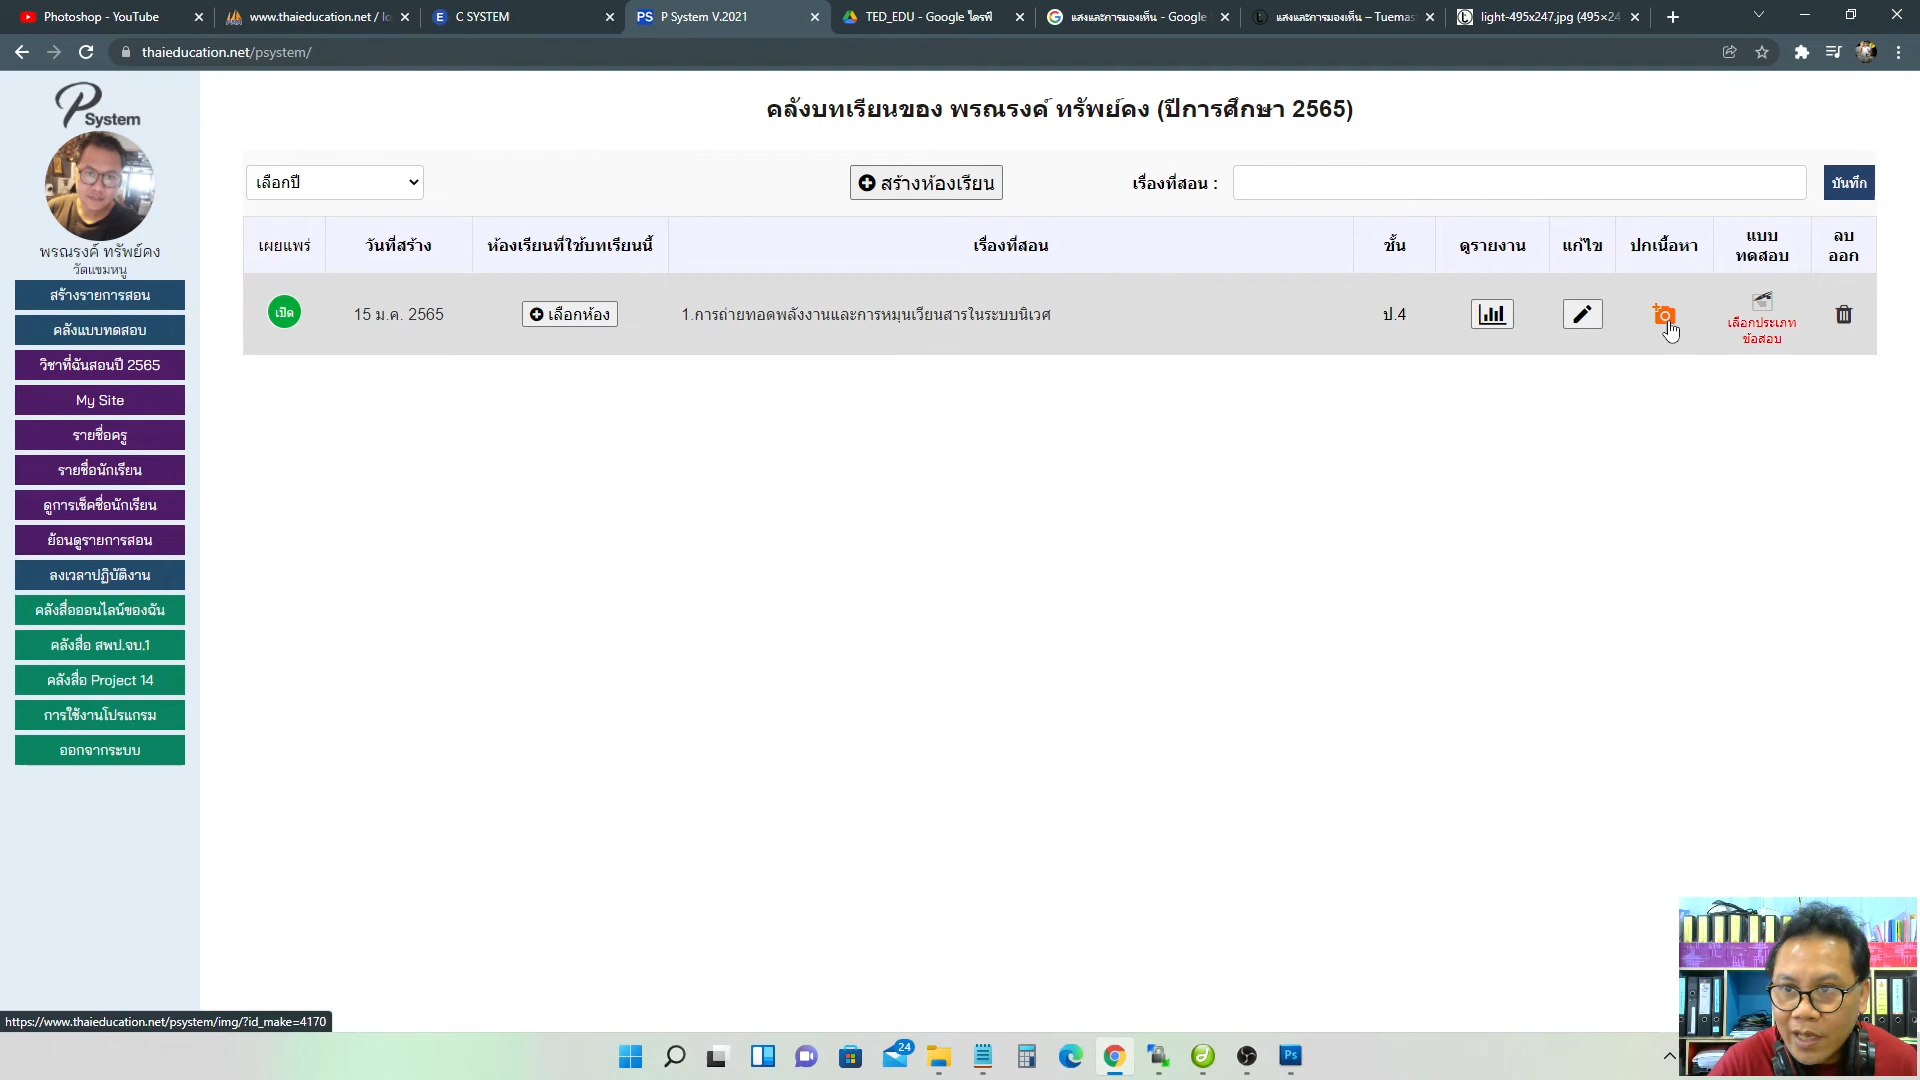 Photoshop - YouTube
www.thaieducation.net / lo
C SYSTEM
P System V.2021
TED_EDU - Google ไดรฟ์
แสงและการมองเห็น - Google
แสงและการมองเห็น – Tuemas
light-495x247.jpg (495×24
thaieducation.net/psystem/
P System
พรณรงค์ ทรัพย์คง
วัดแขมหนู
สร้างรายการสอน
คลังแบบทดสอบ
วิชาที่ฉันสอนปี 2565
My Site
รายชื่อครู
รายชื่อนักเรียน
ดูการเช็คชื่อนักเรียน
ย้อนดูรายการสอน
ลงเวลาปฏิบัติงาน
คลังสื่อออนไลน์ของฉัน
คลังสื่อ สพป.จบ.1
คลังสื่อ Project 14
การใช้งานโปรแกรม
ออกจากระบบ
คลังบทเรียนของ พรณรงค์ ทรัพย์คง (ปีการศึกษา 2565)
เลือกปี
สร้างห้องเรียน
เรื่องที่สอน :
บันทึก
เผยแพร่ วันที่สร้าง ห้องเรียนที่ใช้บทเรียนนี้ เรื่องที่สอน ชั้น ดูรายงาน แก้ไข ปกเนื้อหา แบบ ลบ
ทดสอบ ออก
เปิด 15 ม.ค. 2565 เลือกห้อง 1.การถ่ายทอดพลังงานและการหมุนเวียนสารในระบบนิเวศ ป.4
เลือกประเภท
ข้อสอบ
https://www.thaieducation.net/psystem/img/?id_make=4170
24
Ps